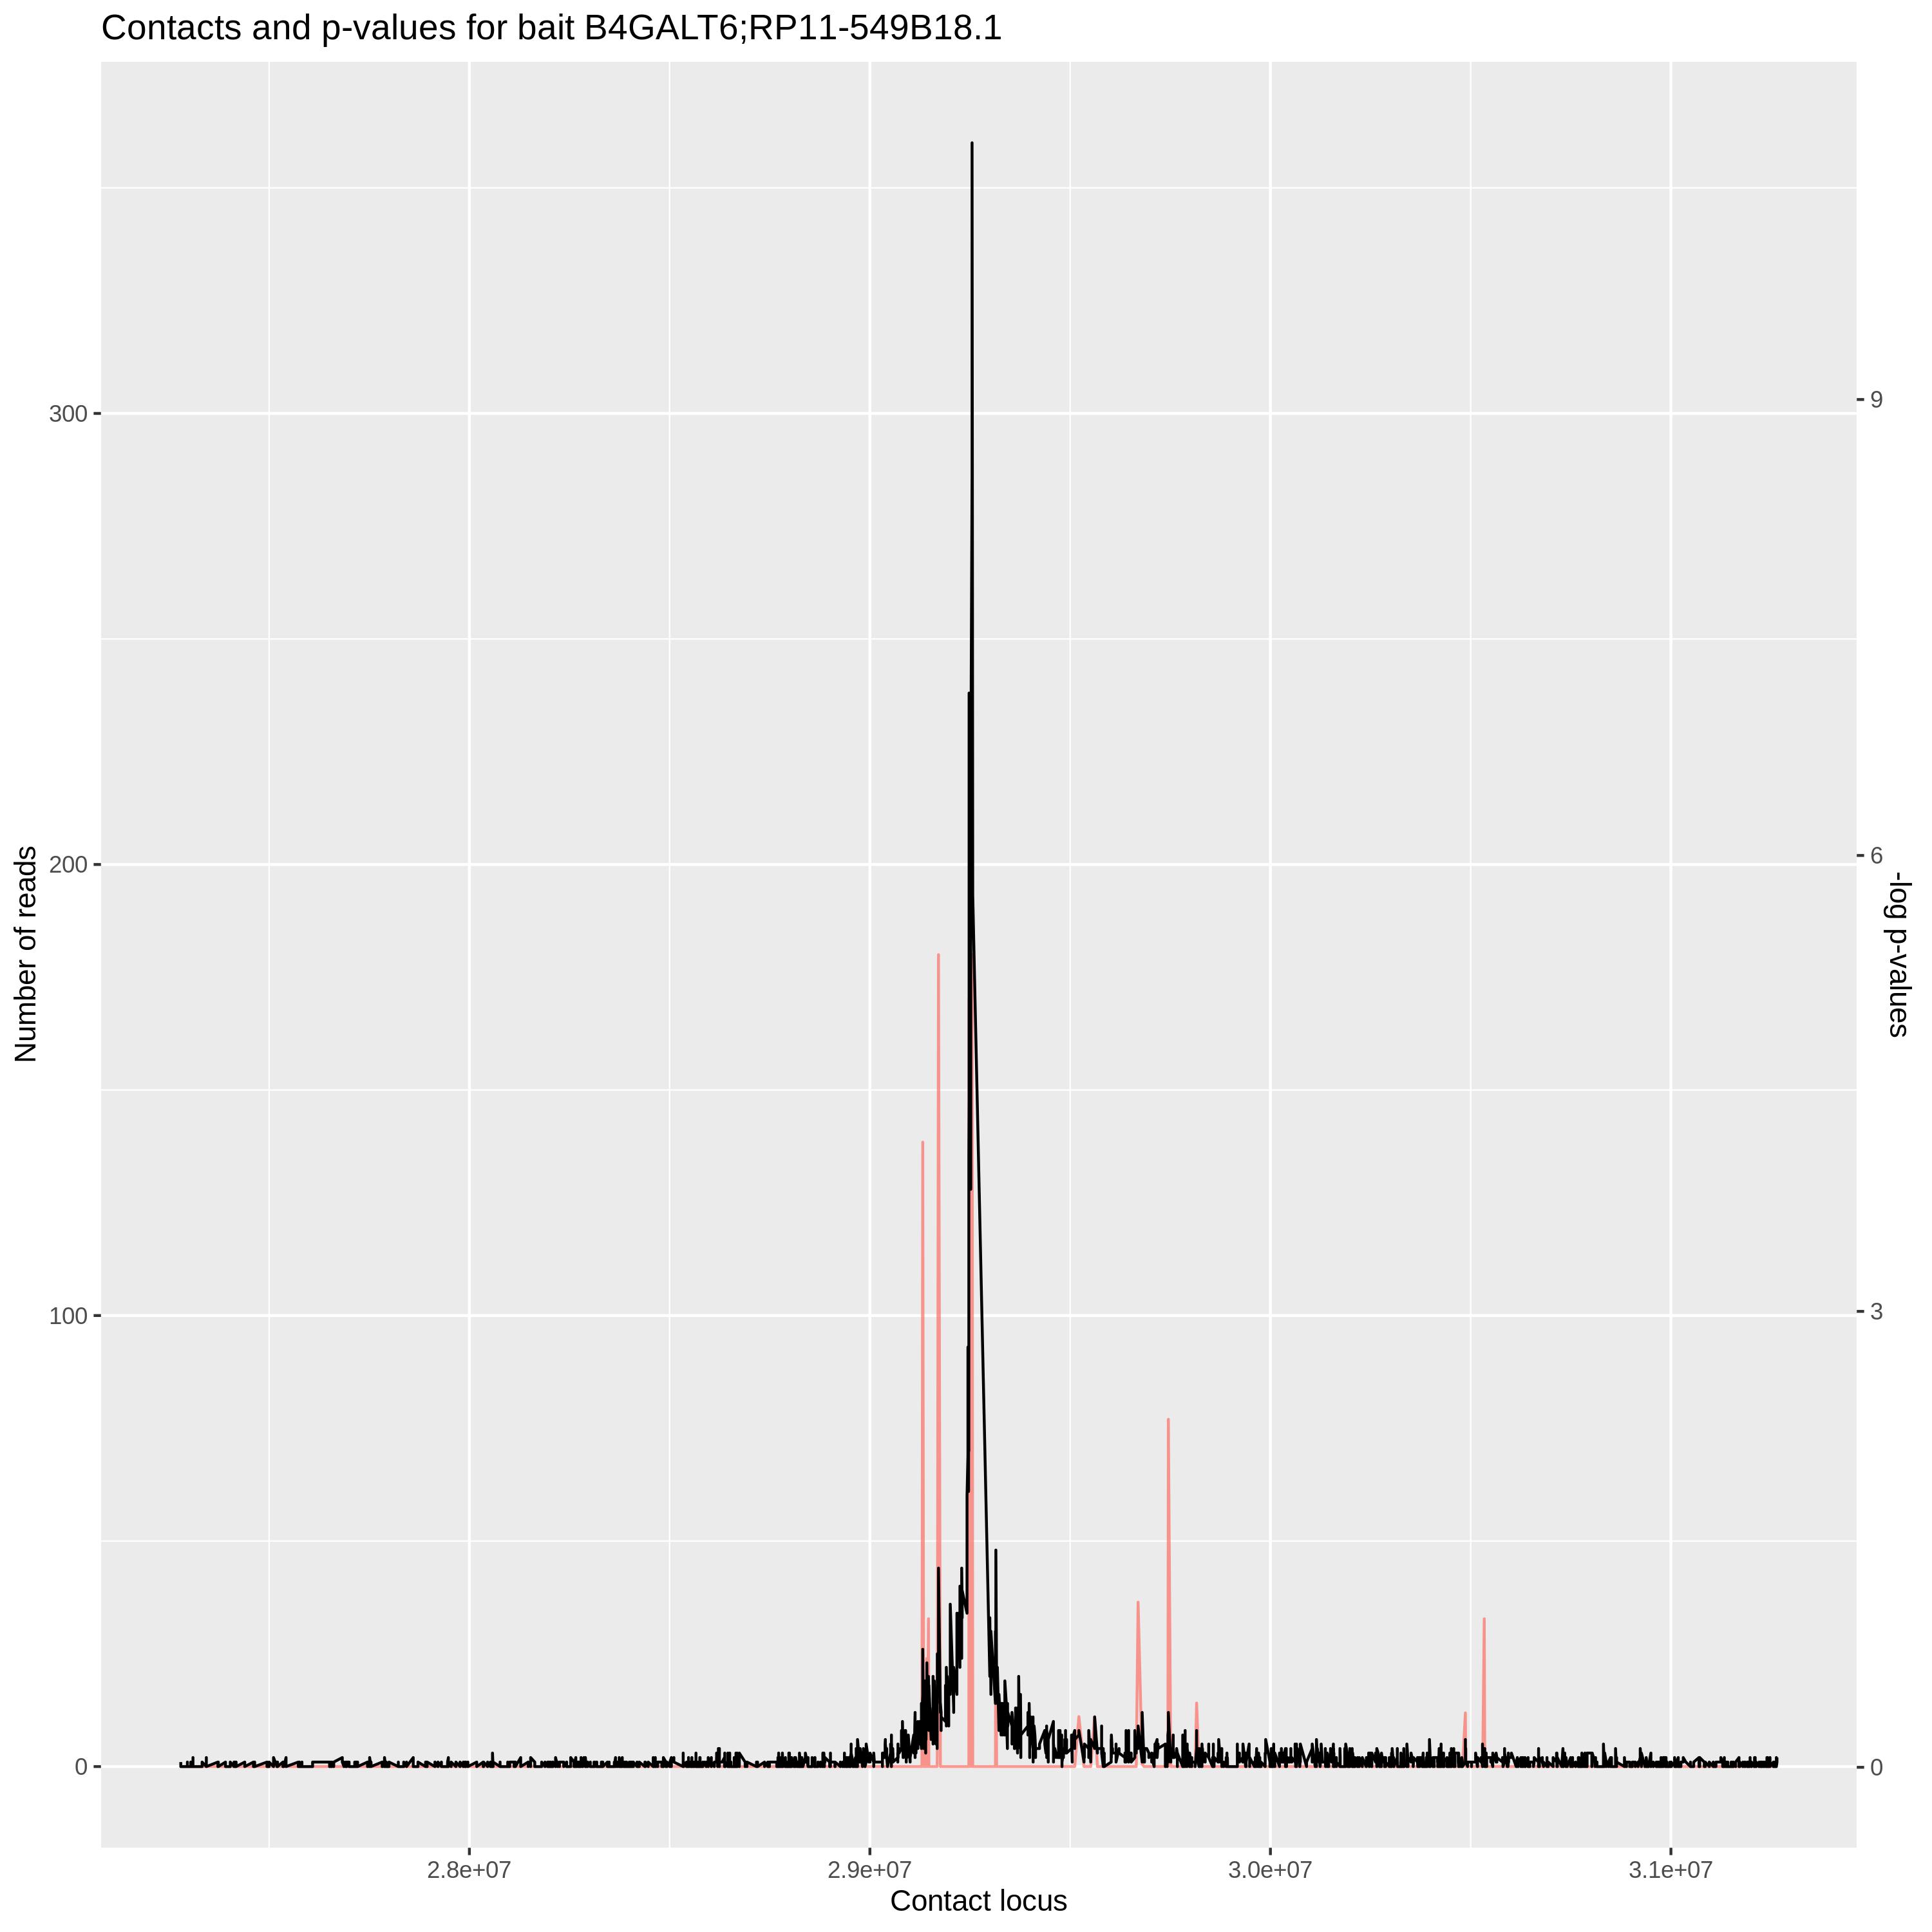 Contacts and p-values for bait B4GALT6;RP11-549B18.1
300
200
100
0
Number of reads
9
6
3
0
-log p-values
2.8e+07
2.9e+07
3.0e+07
3.1e+07
Contact locus